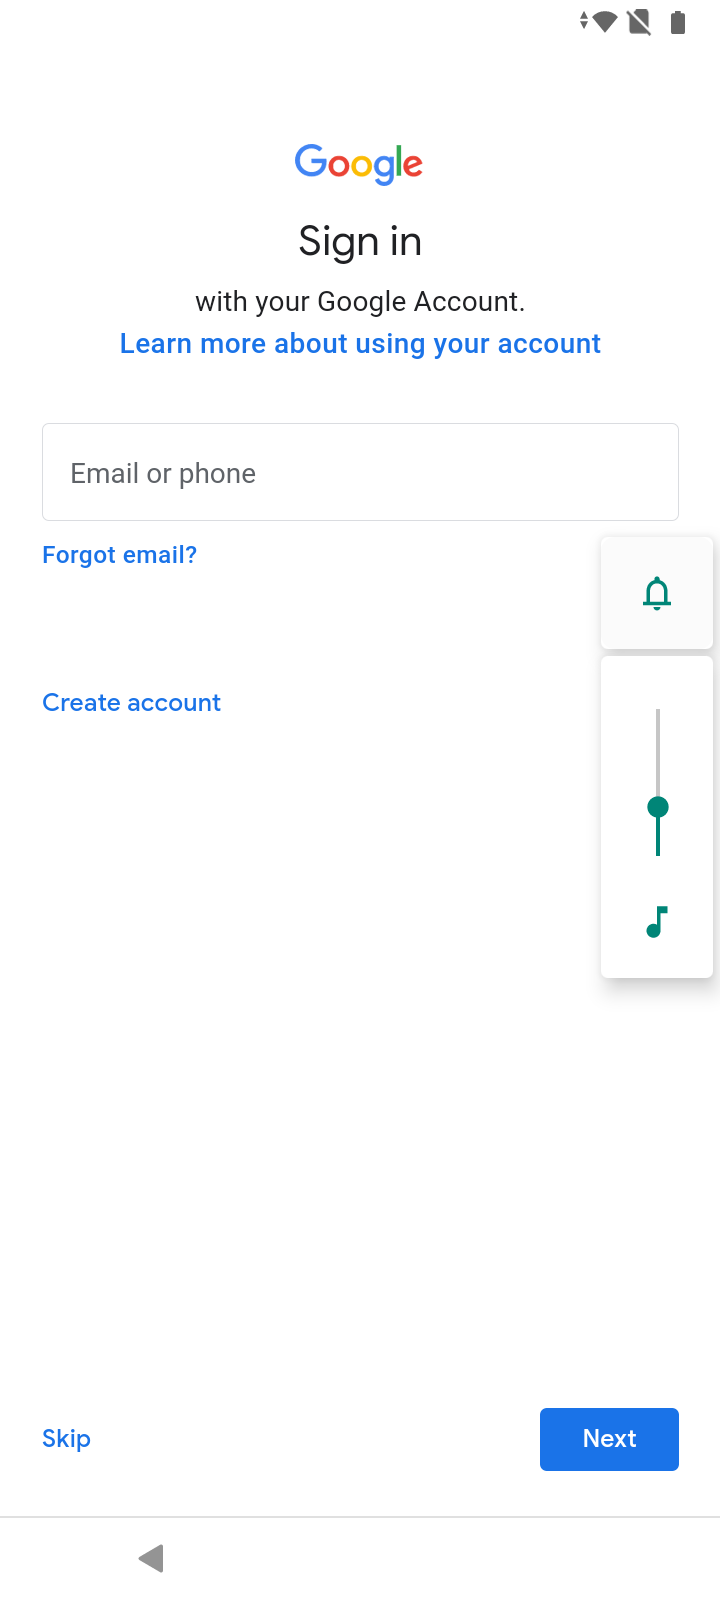 Google
Sign in
with your Google Account.
Learn more about using your account
Email or phone
Forgot email?
Create account
Skip
Next